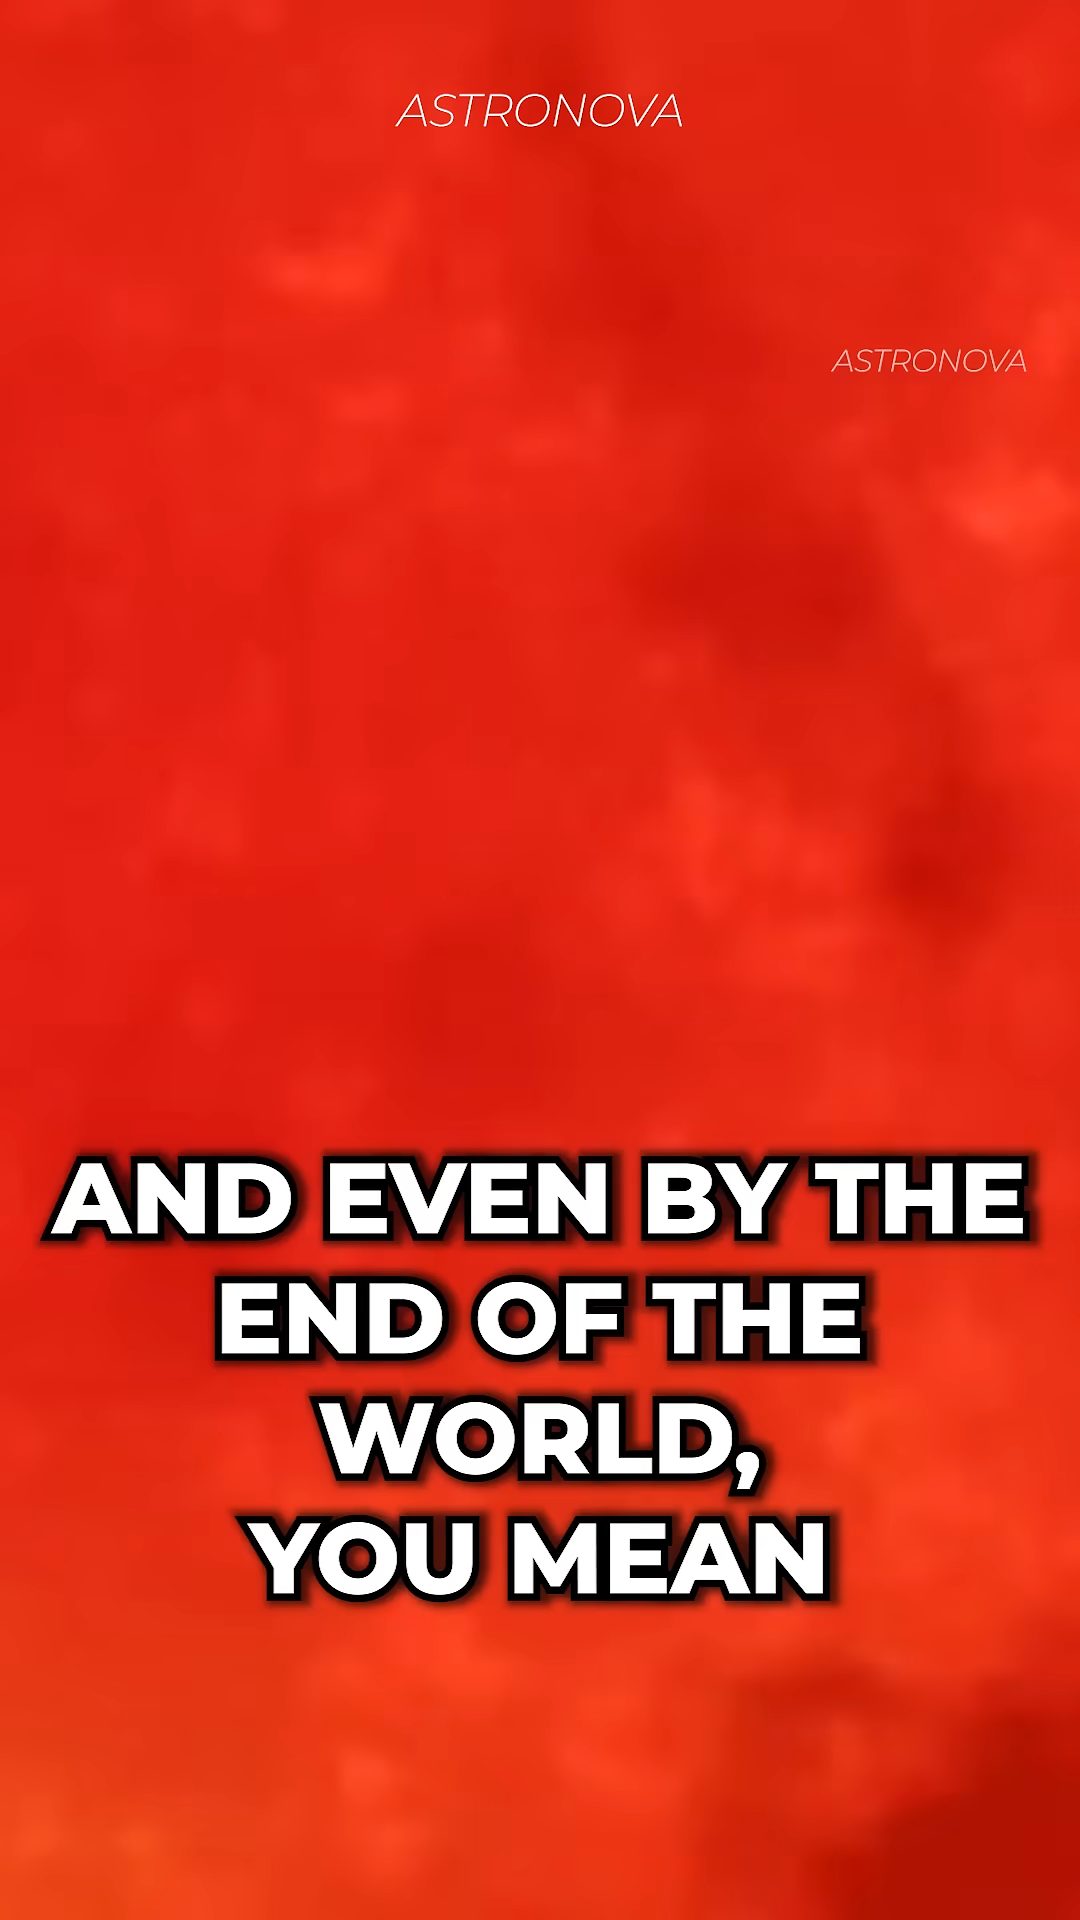 ASTRONOVA
ASTRONOVA
AND EVEN BY THE
END OF THE
WORLD,
YOU MEAN